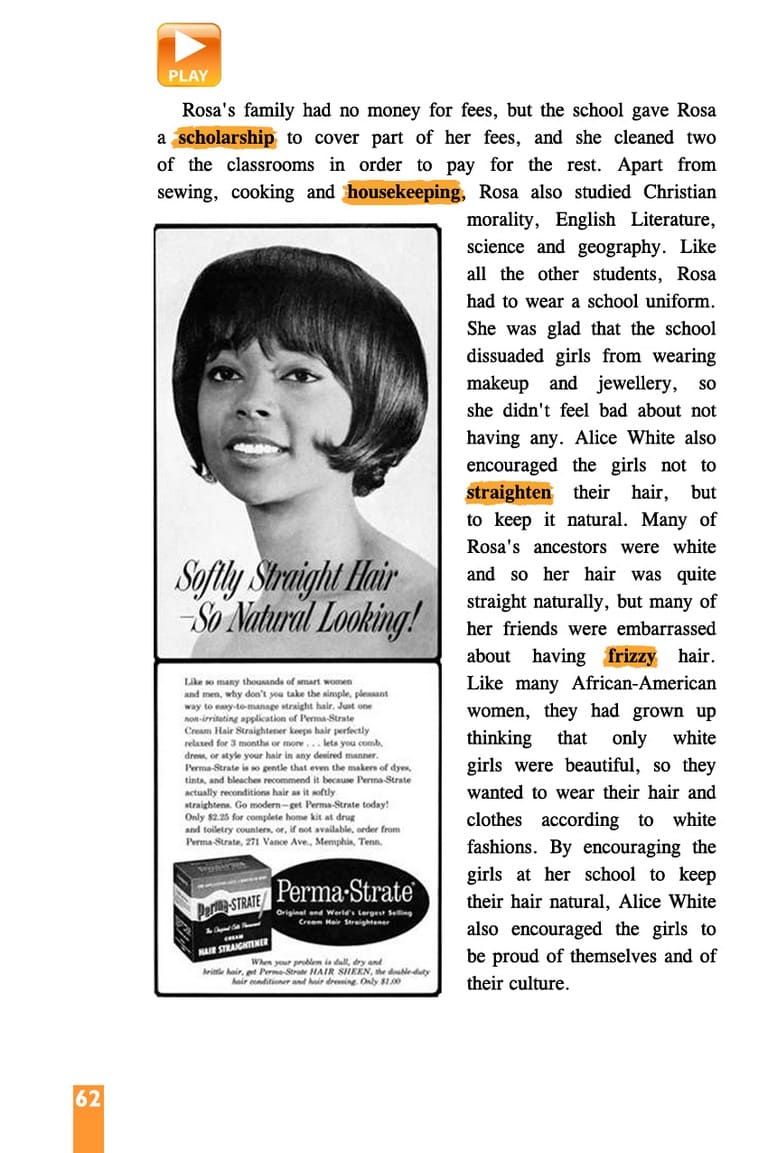 PLAY
Rosa's family had no money for fees, but the school gave Rosa
a scholarship to cover part of her fees, and she cleaned two
of the classrooms in order to pay for the rest. Apart from
sewing, cooking and housekeeping, Rosa also studied Christian
morality, English Literature,
science and geography. Like
all the other students, Rosa
had to wear a school uniform.
She was glad that the school
dissuaded girls from wearing
makeup and jewellery, so
she didn't feel bad about not
having any. Alice White also
encouraged the girls not to
straighten their hair, but
to keep it natural. Many of
Rosa's ancestors were white
and so her hair was quite
straight naturally, but many of
her friends were embarrassed
about having frizzy hair.
Like many African-American
women, they had grown up
thinking that only white
girls were beautiful, so they
wanted to wear their hair and
clothes according to white
fashions. By encouraging the
girls at her school to keep
their hair natural, Alice White
also encouraged the girls to
be proud of themselves and of
their culture.
Softly Straight Hair
-So Natural Looking!
Like so many thousands of smart women
and men, why don't you take the simple, pleasant
way to easy-to-manage straight hair. Just one
non-irritating application of Perma-Strate
Cream Hair Straightener keeps hair perfectly
relaxed for 3 months or more . . . lets you comb,
dress, or style your hair in any desired manner.
Perma-Strate is so gentle that even the makers of dyes,
tints, and bleaches recommend it because Perma-Strate
actually reconditions hair as it softly
straightens. Go modern—get Perma-Strate today!
Only $2.25 for complete home kit at drug
and toiletry counters, or, if not available, order from
Perma-Strate, 271 Vance Ave., Memphis, Tenn.
Perma-STRATE
CREAM
HAIR STRAIGHTENER
Perma•Strate
Original and World's Largest Selling
Cream Hair Straightener
When your problem is dull, dry and
brittle hair, get Perma-Strate HAIR SHEEN, the double-duty
hair conditioner and hair dressing. Only $1.00
62